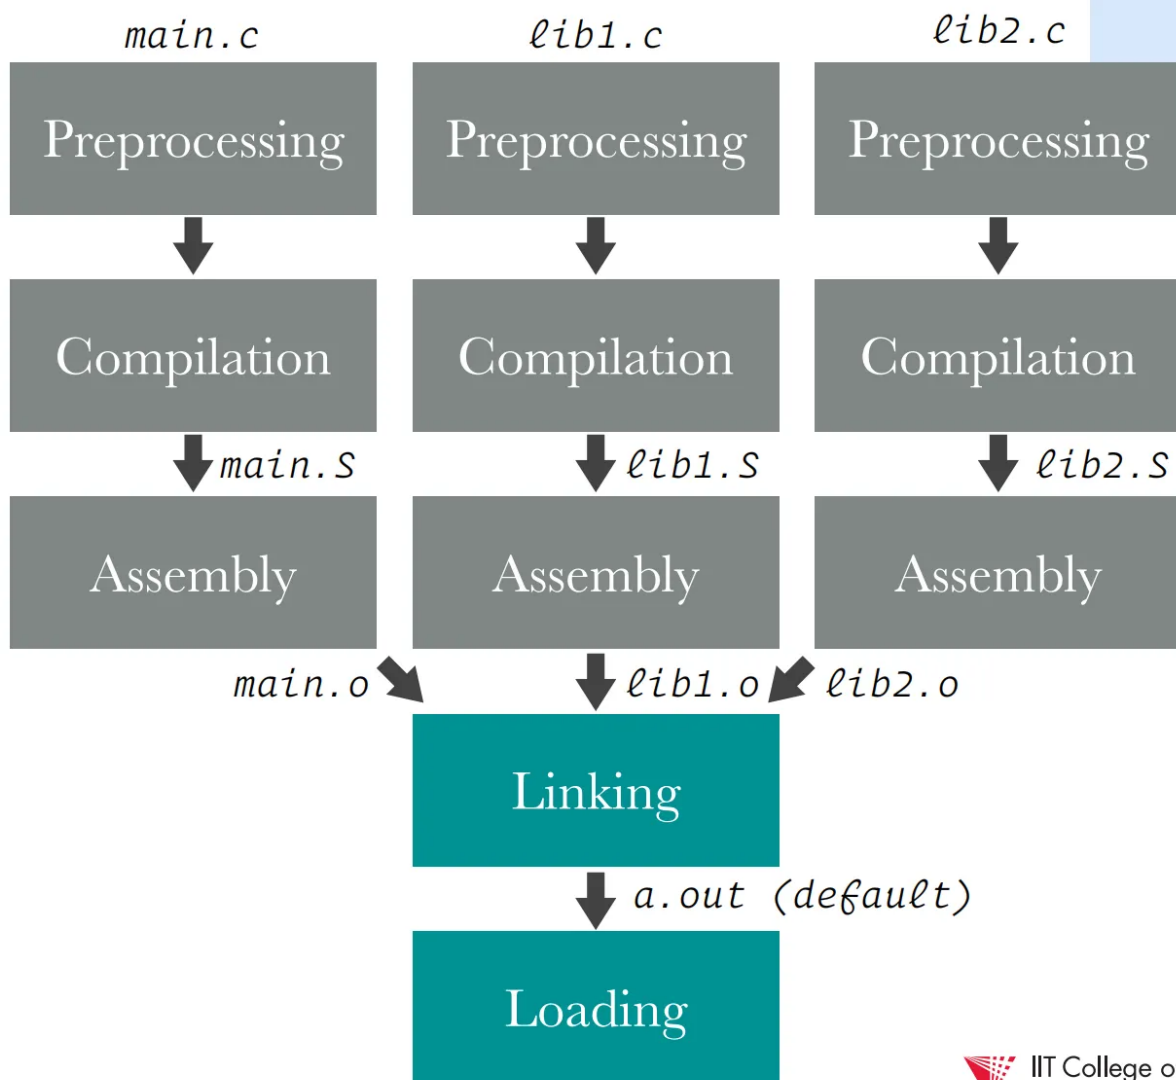 main.c lib1.c lib2.c
Preprocessing Preprocessing Preprocessing
Compilation Compilation Compilation
main.S lib1.S lib2.S
Assembly Assembly Assembly
main.o lib1.o lib2.o
Linking
a.out (default)
Loading
IIT College o